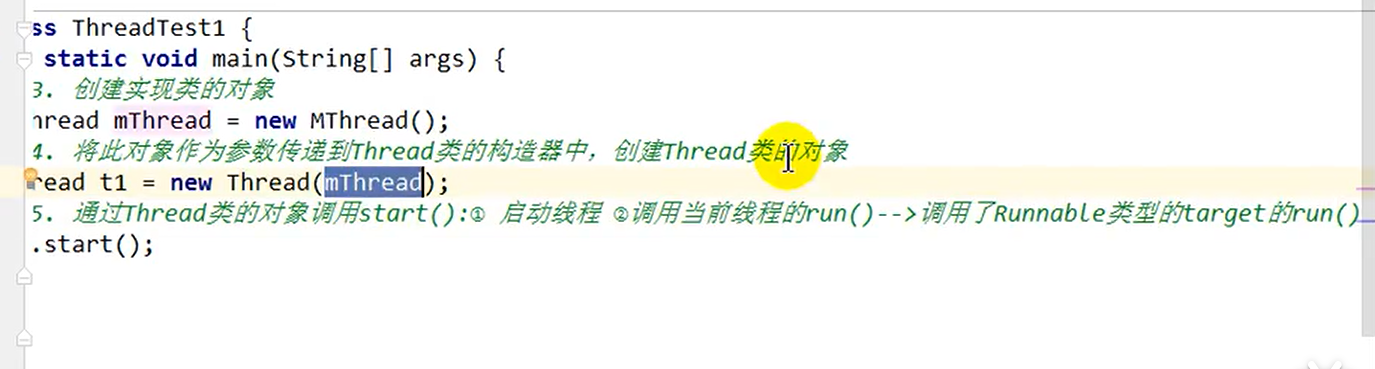 ss ThreadTest1 {
static void main(String[] args) {
3. 创建实现类的对象
hread mThread = new MThread();
4. 将此对象作为参数传递到Thread类的构造器中，创建Thread类的对象
read t1 = new Thread(mThread);
5. 通过Thread类的对象调用start():① 启动线程 ②调用当前线程的run()-->调用了Runnable类型的target的run()
.start();